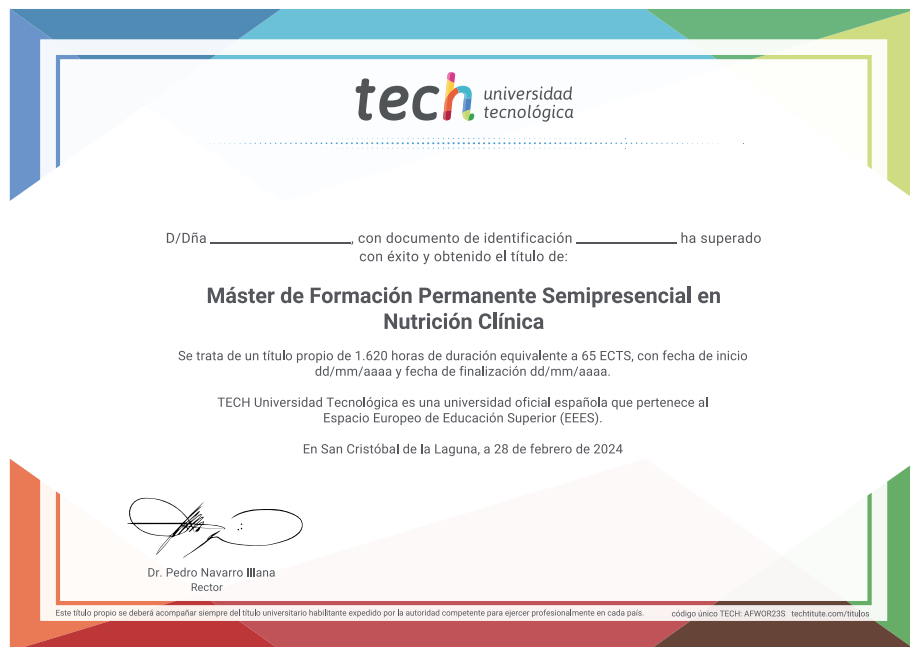 tech universidad
tecnológica
D/Dña ____________________, con documento de identificación ______________ ha superado
con éxito y obtenido el título de:
Máster de Formación Permanente Semipresencial en
Nutrición Clínica
Se trata de un título propio de 1.620 horas de duración equivalente a 65 ECTS, con fecha de inicio
dd/mm/aaaa y fecha de finalización dd/mm/aaaa.
TECH Universidad Tecnológica es una universidad oficial española que pertenece al
Espacio Europeo de Educación Superior (EEES).
En San Cristóbal de la Laguna, a 28 de febrero de 2024
Dr. Pedro Navarro Illana
Rector
Este título propio se deberá acompañar siempre del título universitario habilitante expedido por la autoridad competente para ejercer profesionalmente en cada país. código único TECH: AFWOR23S techtitute.com/titulos